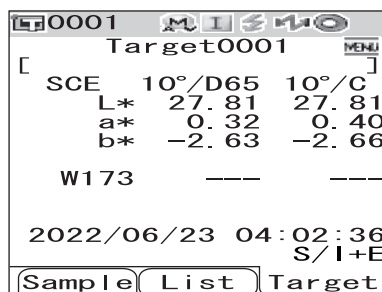 0001 M I
Target0001 MENU
[ ]
SCE 10°/D65 10°/C
L* 27.81 27.81
a* 0.32 0.40
b* −2.63 −2.66
W173 --- ---
2022/06/23 04:02:36
S/I+E
Sample List Target